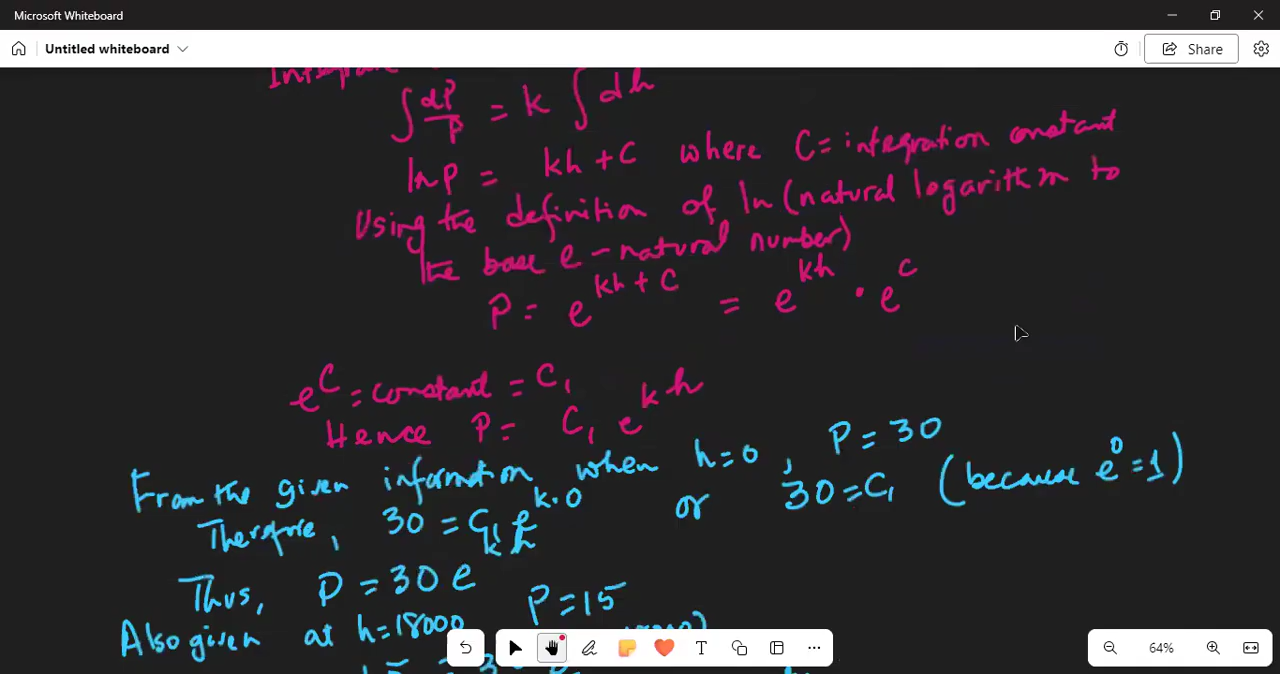 Microsoft Whiteboard
Untitled whiteboard
Share
∫ dP/P = k ∫ dh
ln P = kh + C where C = integration constant
Using the definition of ln (natural logarithm to
the base e - natural number)
P = e^{kh + C} = e^{kh} · e^{C}
e^{C} = constant = C₁
Hence P = C₁ e^{kh}
From the given information when h = 0, P = 30
Therefore, 30 = C₁ e^{k·0} or 30 = C₁ (because e^0 = 1)
Thus, P = 30 e^{kh}
Also given at h = 18000 P = 15
64%